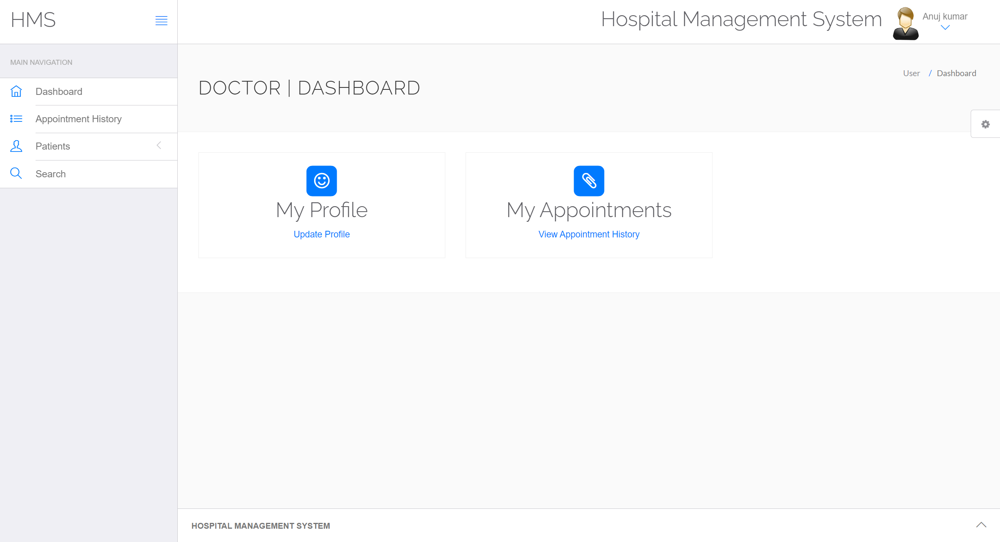 HMS
Hospital Management System
Anuj kumar
MAIN NAVIGATION
Dashboard
Appointment History
Patients
Search
User / Dashboard
DOCTOR | DASHBOARD
My Profile
Update Profile
My Appointments
View Appointment History
HOSPITAL MANAGEMENT SYSTEM